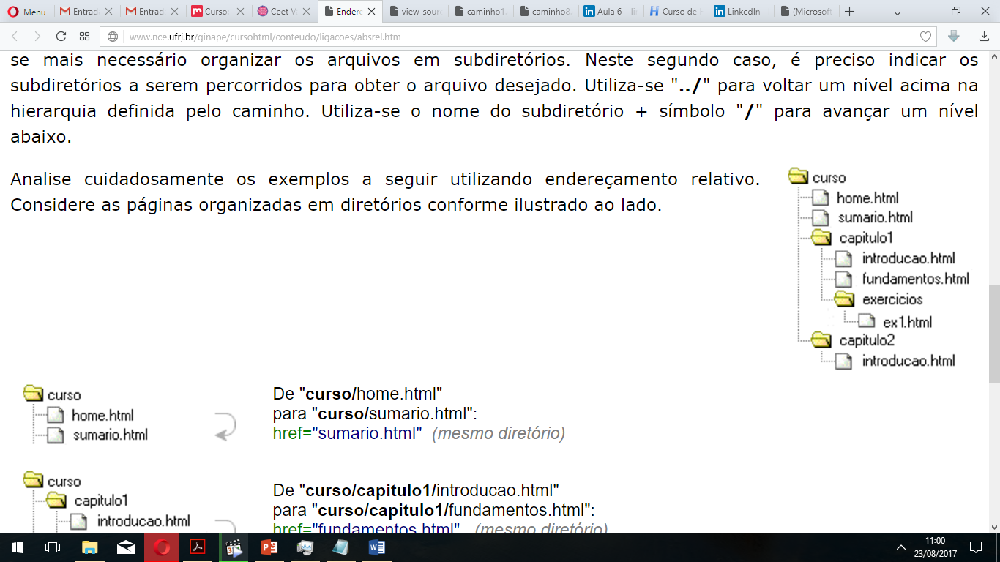 Menu
Entrad
Entrad
Curso:
Ceet V
Endere
view-sour
caminho1
caminho8
Aula 6 – li
Curso de H
LinkedIn |
(Microsoft
www.nce.ufrj.br/ginape/cursohtml/conteudo/ligacoes/absrel.htm
se mais necessário organizar os arquivos em subdiretórios. Neste segundo caso, é preciso indicar os
subdiretórios a serem percorridos para obter o arquivo desejado. Utiliza-se "../" para voltar um nível acima na
hierarquia definida pelo caminho. Utiliza-se o nome do subdiretório + símbolo "/" para avançar um nível
abaixo.
Analise cuidadosamente os exemplos a seguir utilizando endereçamento relativo.
Considere as páginas organizadas em diretórios conforme ilustrado ao lado.
curso
home.html
sumario.html
capitulo1
introducao.html
fundamentos.html
exercicios
ex1.html
capitulo2
introducao.html
curso
home.html
sumario.html
De "curso/home.html"
para "curso/sumario.html":
href="sumario.html" (mesmo diretório)
curso
capitulo1
introducao.html
De "curso/capitulo1/introducao.html"
para "curso/capitulo1/fundamentos.html":
href="fundamentos.html" (mesmo diretório)
11:00
23/08/2017